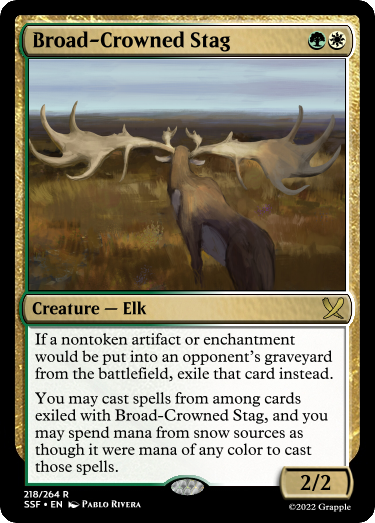 Broad-Crowned Stag
Creature — Elk
If a nontoken artifact or enchantment
would be put into an opponent's graveyard
from the battlefield, exile that card instead.
You may cast spells from among cards
exiled with Broad-Crowned Stag, and you
may spend mana from snow sources as
though it were mana of any color to cast
those spells.
2/2
218/264 R
SSF • EN Pablo Rivera
©2022 Grapple